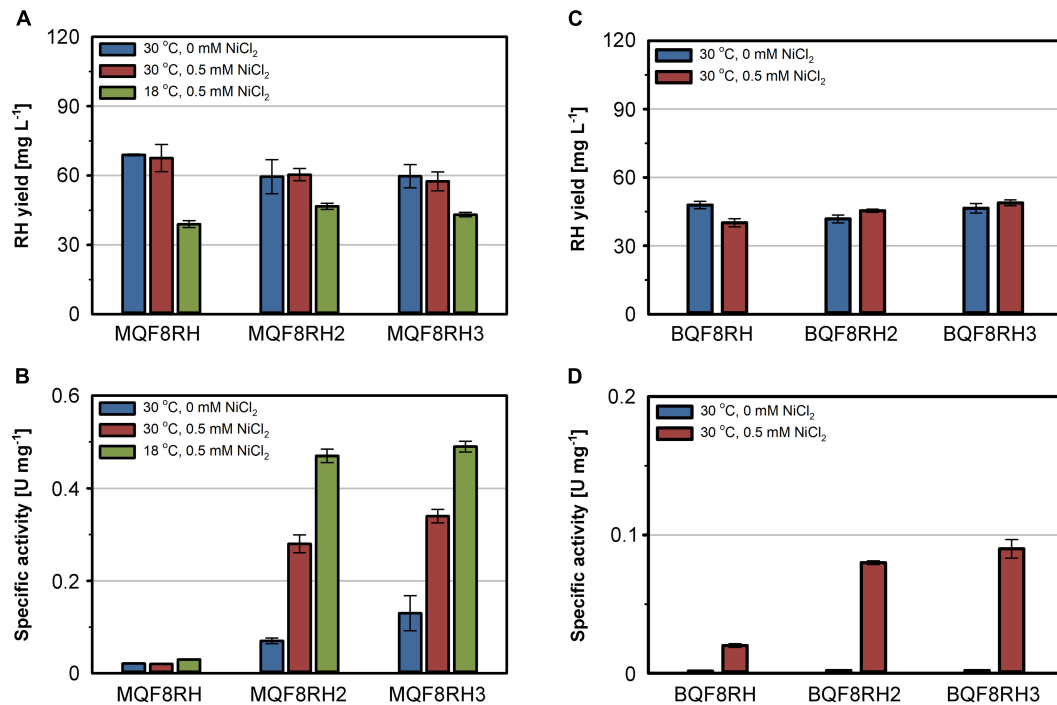 A
RH yield [mg L⁻¹]
120
90
60
30
0
30 °C, 0 mM NiCl₂
30 °C, 0.5 mM NiCl₂
18 °C, 0.5 mM NiCl₂
MQF8RH MQF8RH2 MQF8RH3
B
Specific activity [U mg⁻¹]
0.6
0.4
0.2
0
30 °C, 0 mM NiCl₂
30 °C, 0.5 mM NiCl₂
18 °C, 0.5 mM NiCl₂
MQF8RH MQF8RH2 MQF8RH3
C
RH yield [mg L⁻¹]
120
90
60
30
0
30 °C, 0 mM NiCl₂
30 °C, 0.5 mM NiCl₂
BQF8RH BQF8RH2 BQF8RH3
D
Specific activity [U mg⁻¹]
0.2
0.1
0
30 °C, 0 mM NiCl₂
30 °C, 0.5 mM NiCl₂
BQF8RH BQF8RH2 BQF8RH3